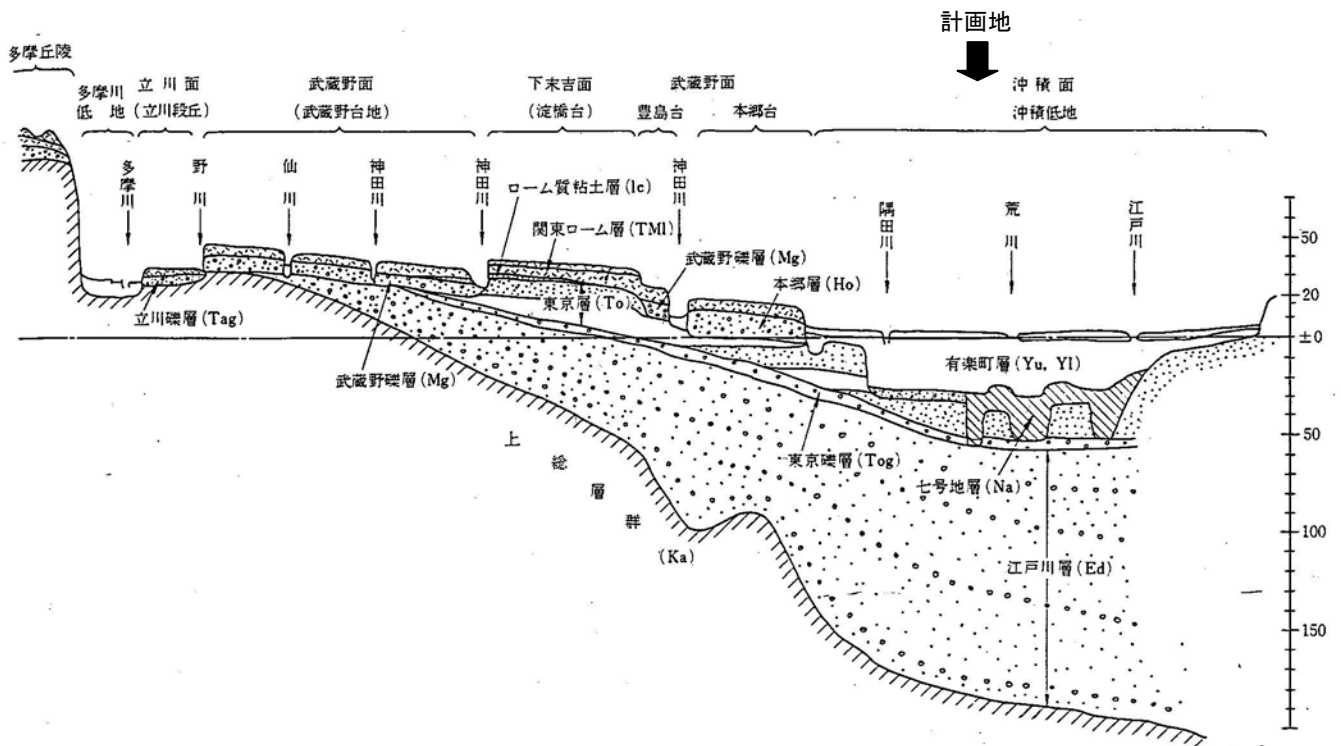 計画地
多摩丘陵
多摩川
低地
立川面
(立川段丘)
武蔵野面
(武蔵野台地)
下末吉面
(淀橋台)
武蔵野面
豊島台
本郷台
沖積面
沖積低地
多摩川
野川
仙川
神田川
神田川
神田川
隅田川
荒川
江戸川
ローム質粘土層(lc)
関東ローム層(TMl)
武蔵野礫層(Mg)
本郷層(Ho)
東京層(To)
立川礫層(Tag)
武蔵野礫層(Mg)
有楽町層(Yu, Yl)
東京礫層(Tog)
七号地層(Na)
上総層群
(Ka)
江戸川層(Ed)
50
20
±0
50
100
150